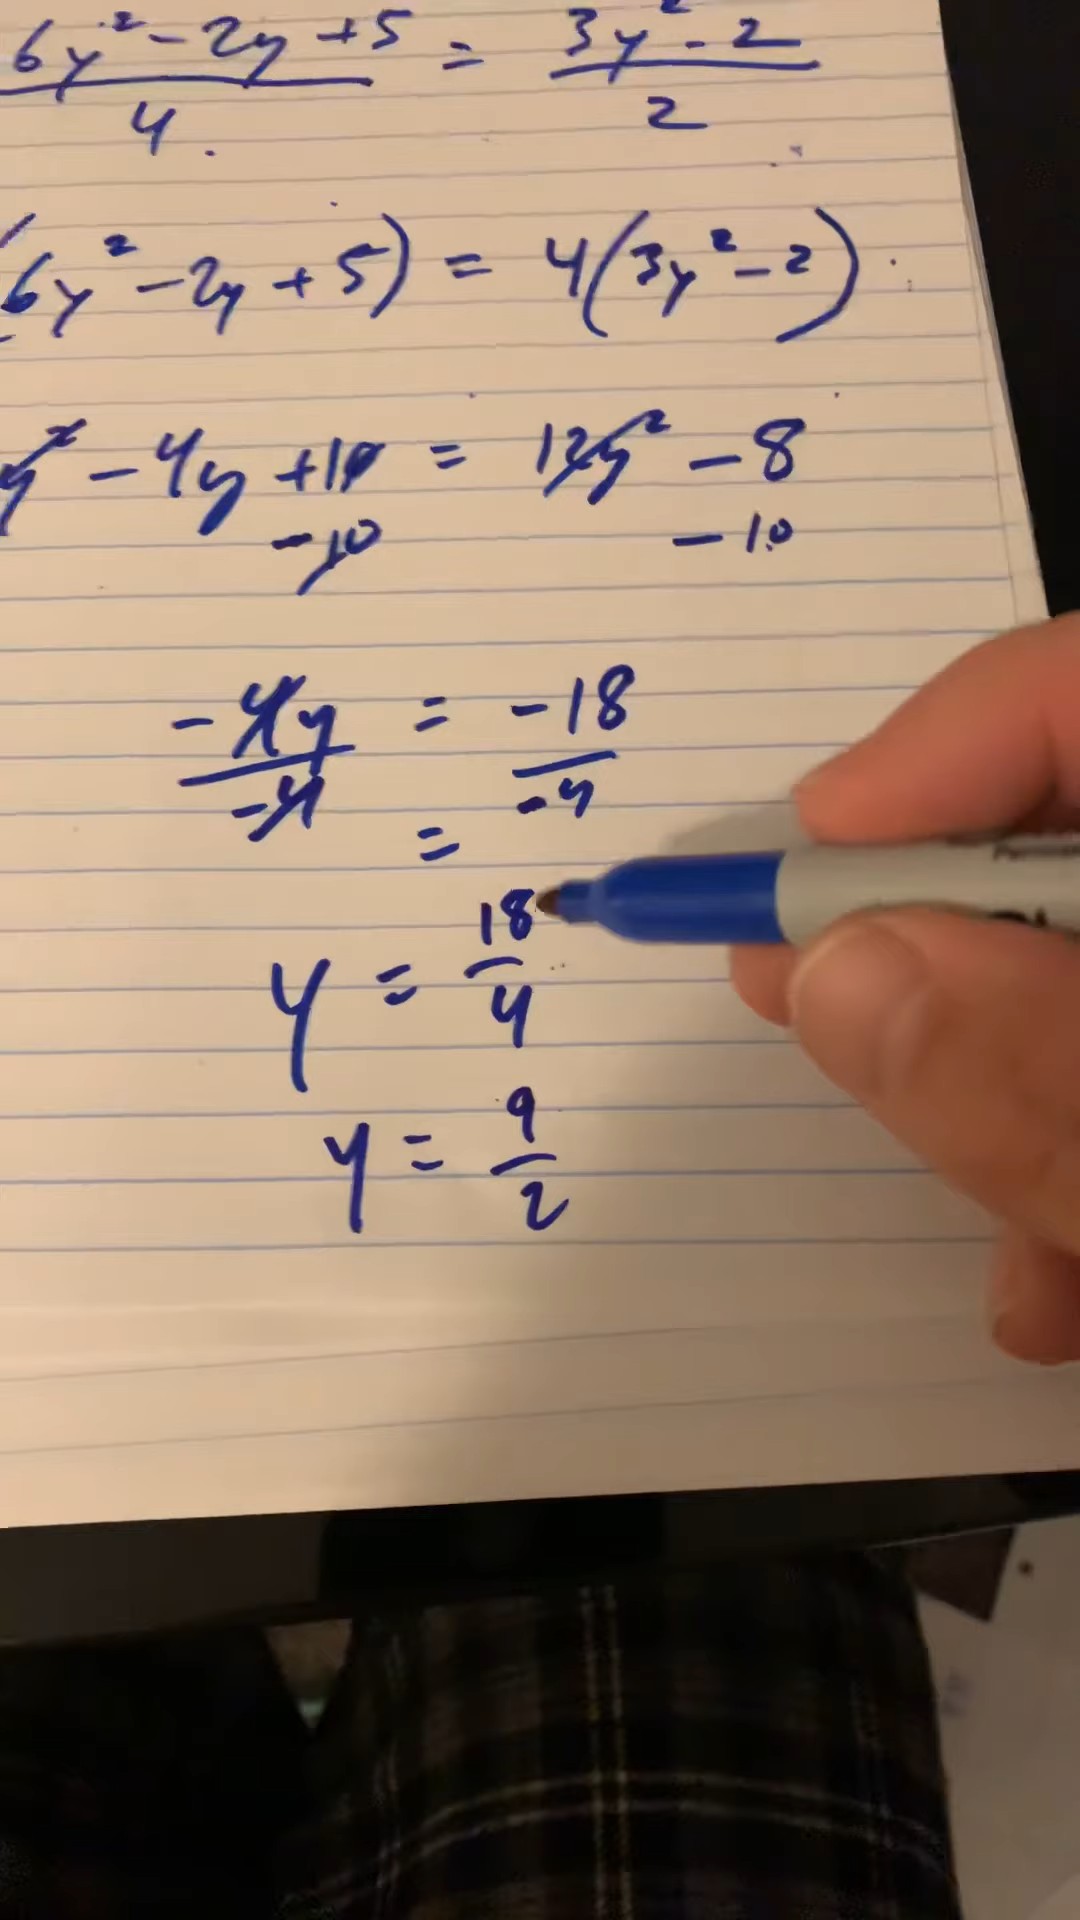 6y² - 2y + 5 = 3y² - 2
4 2
(6y² - 2y + 5) = 4(3y² - 2)
y² - 4y + 10 = 12y² - 8
-10 -10
-4y = -18
-4 = -4
y = 18
4
y = 9
2